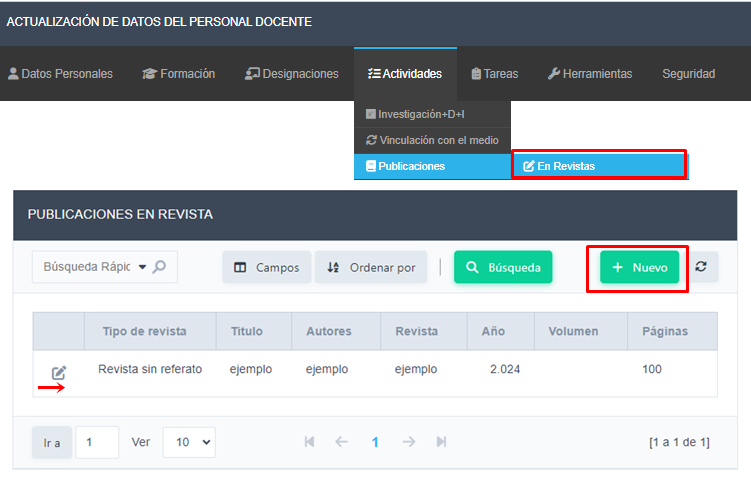 ACTUALIZACIÓN DE DATOS DEL PERSONAL DOCENTE
Datos Personales Formación Designaciones Actividades Tareas Herramientas Seguridad
Investigación+D+I
Vinculación con el medio
Publicaciones En Revistas
PUBLICACIONES EN REVISTA
Búsqueda Rápic Campos Ordenar por Búsqueda + Nuevo
Tipo de revista Titulo Autores Revista Año Volumen Páginas
Revista sin referato ejemplo ejemplo ejemplo 2.024 100
Ir a 1 Ver 10 1 [1 a 1 de 1]